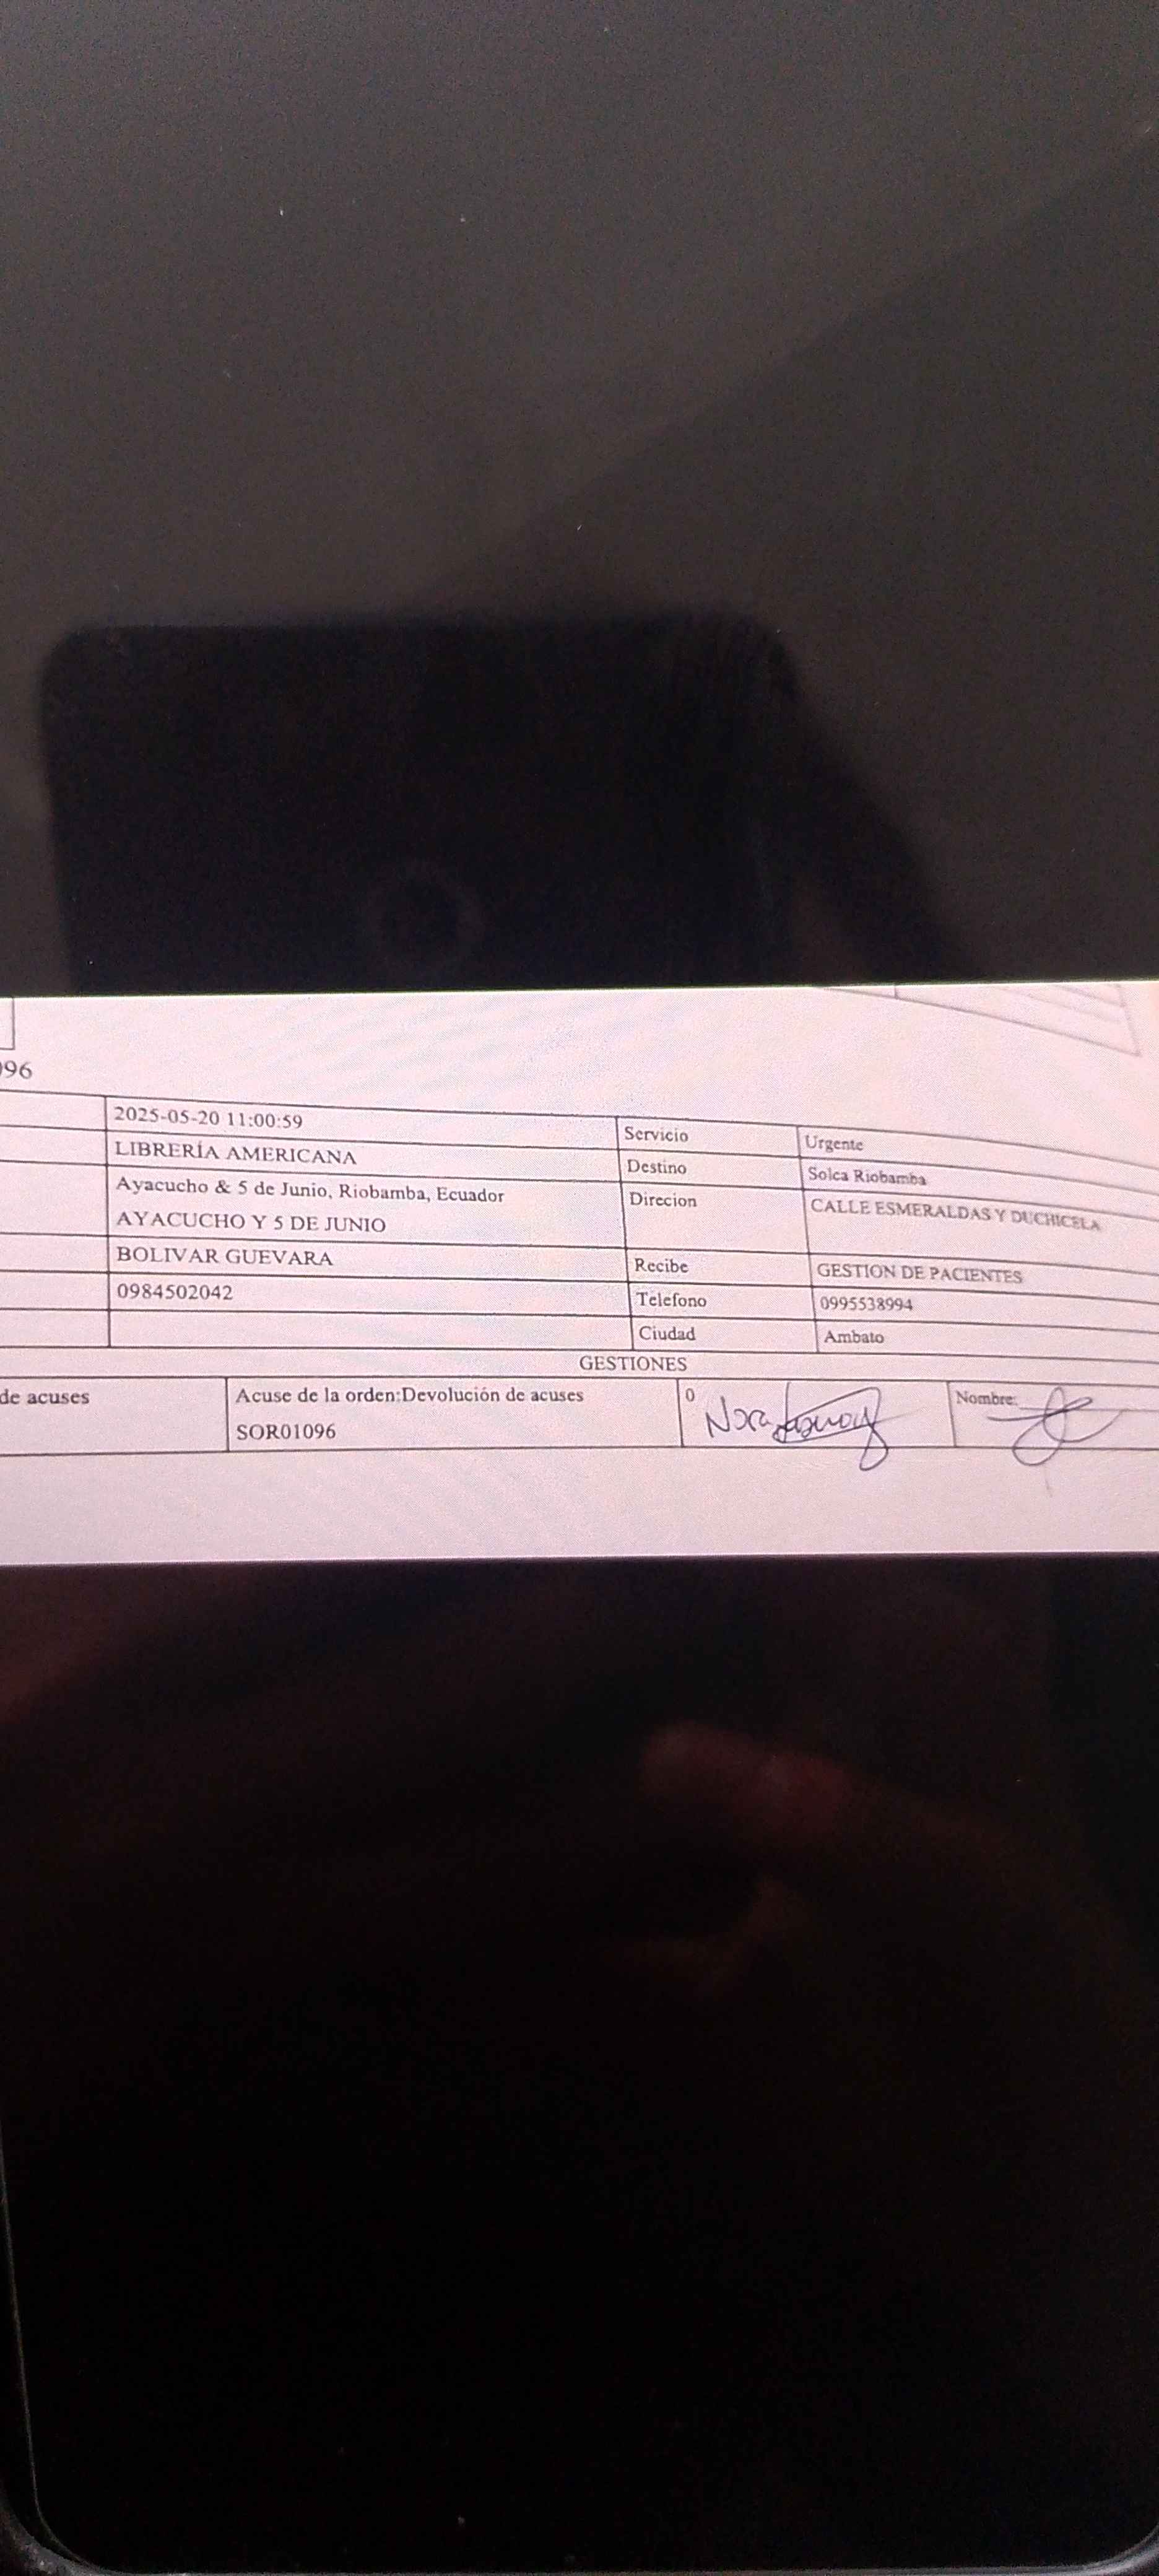 096
2025-05-20 11:00:59 Servicio Urgente
LIBRERÍA AMERICANA Destino Solca Riobamba
Ayacucho & 5 de Junio, Riobamba, Ecuador Direcion CALLE ESMERALDAS Y DUCHICELA
AYACUCHO Y 5 DE JUNIO
BOLIVAR GUEVARA Recibe GESTION DE PACIENTES
0984502042 Telefono 0995538994
Ciudad Ambato
GESTIONES
de acuses Acuse de la orden:Devolución de acuses 0 Nombre:
SOR01096 Nora